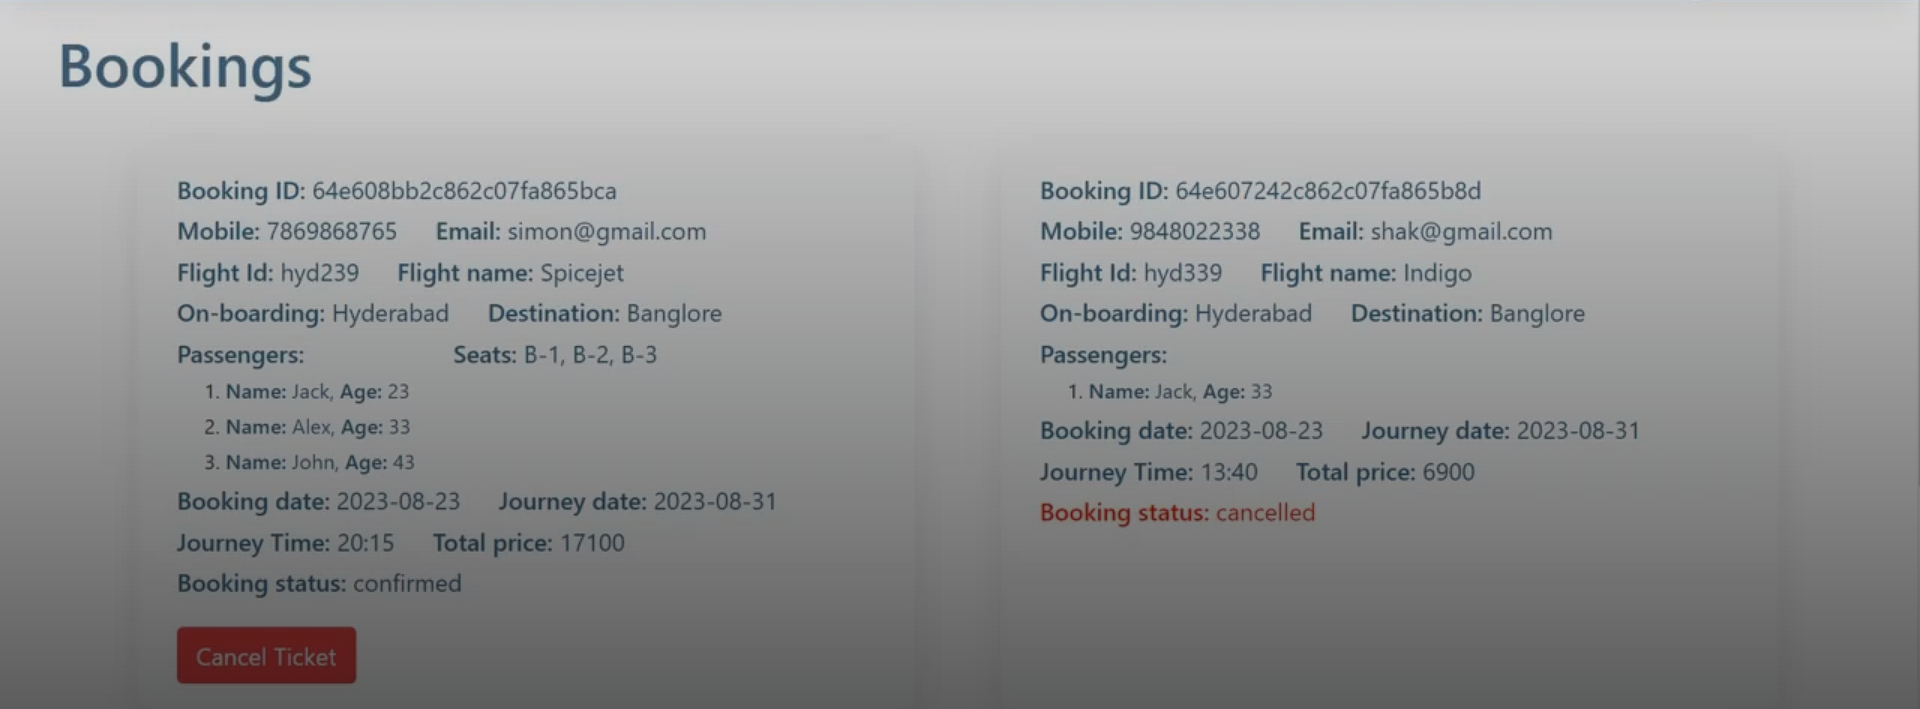 Bookings
Booking ID: 64e608bb2c862c07fa865bca
Mobile: 7869868765 Email: simon@gmail.com
Flight Id: hyd239 Flight name: Spicejet
On-boarding: Hyderabad Destination: Banglore
Passengers: Seats: B-1, B-2, B-3
1. Name: Jack, Age: 23
2. Name: Alex, Age: 33
3. Name: John, Age: 43
Booking date: 2023-08-23 Journey date: 2023-08-31
Journey Time: 20:15 Total price: 17100
Booking status: confirmed
Cancel Ticket
Booking ID: 64e607242c862c07fa865b8d
Mobile: 9848022338 Email: shak@gmail.com
Flight Id: hyd339 Flight name: Indigo
On-boarding: Hyderabad Destination: Banglore
Passengers:
1. Name: Jack, Age: 33
Booking date: 2023-08-23 Journey date: 2023-08-31
Journey Time: 13:40 Total price: 6900
Booking status: cancelled